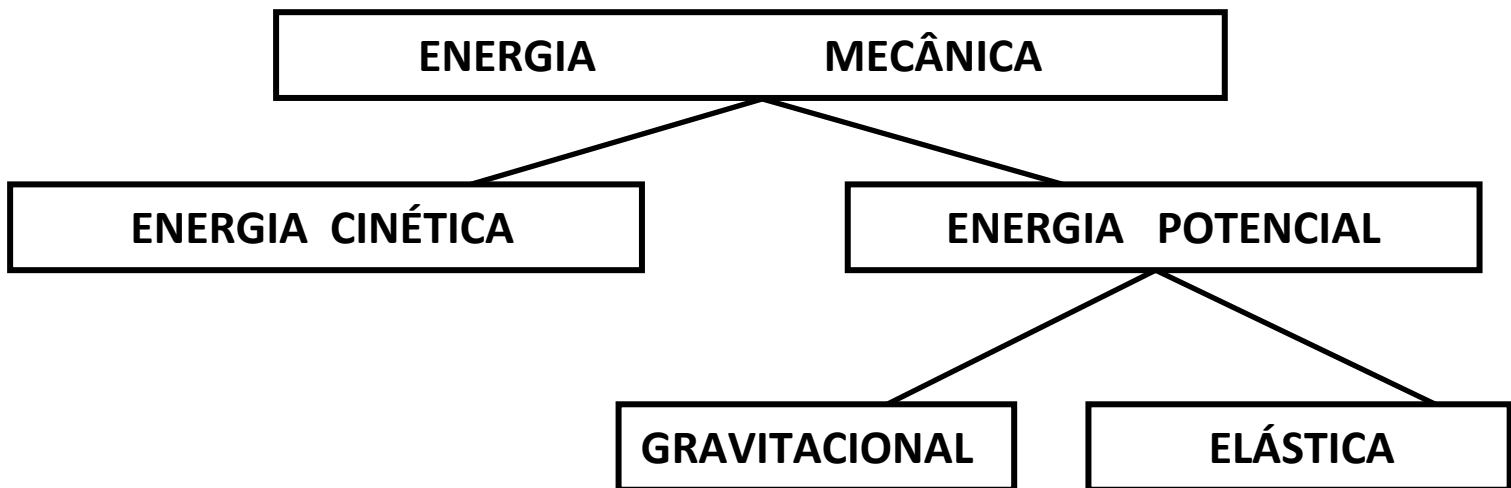 ENERGIA MECÂNICA
ENERGIA CINÉTICA
ENERGIA POTENCIAL
GRAVITACIONAL
ELÁSTICA